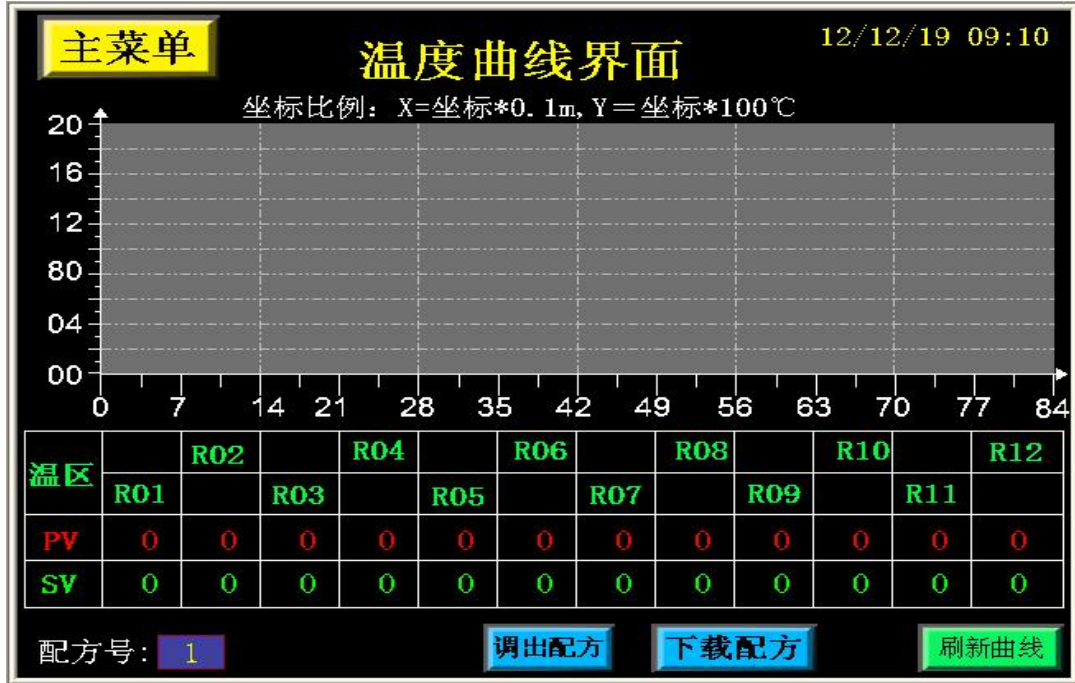 主菜单
温度曲线界面
12/12/19 09:10
坐标比例：X=坐标*0.1m,Y＝坐标*100℃
20
16
12
80
04
00
0 7 14 21 28 35 42 49 56 63 70 77 84
温区
R02 R04 R06 R08 R10 R12
R01 R03 R05 R07 R09 R11
PV 0 0 0 0 0 0 0 0 0 0 0 0
SV 0 0 0 0 0 0 0 0 0 0 0 0
配方号: 1 调出配方 下载配方 刷新曲线